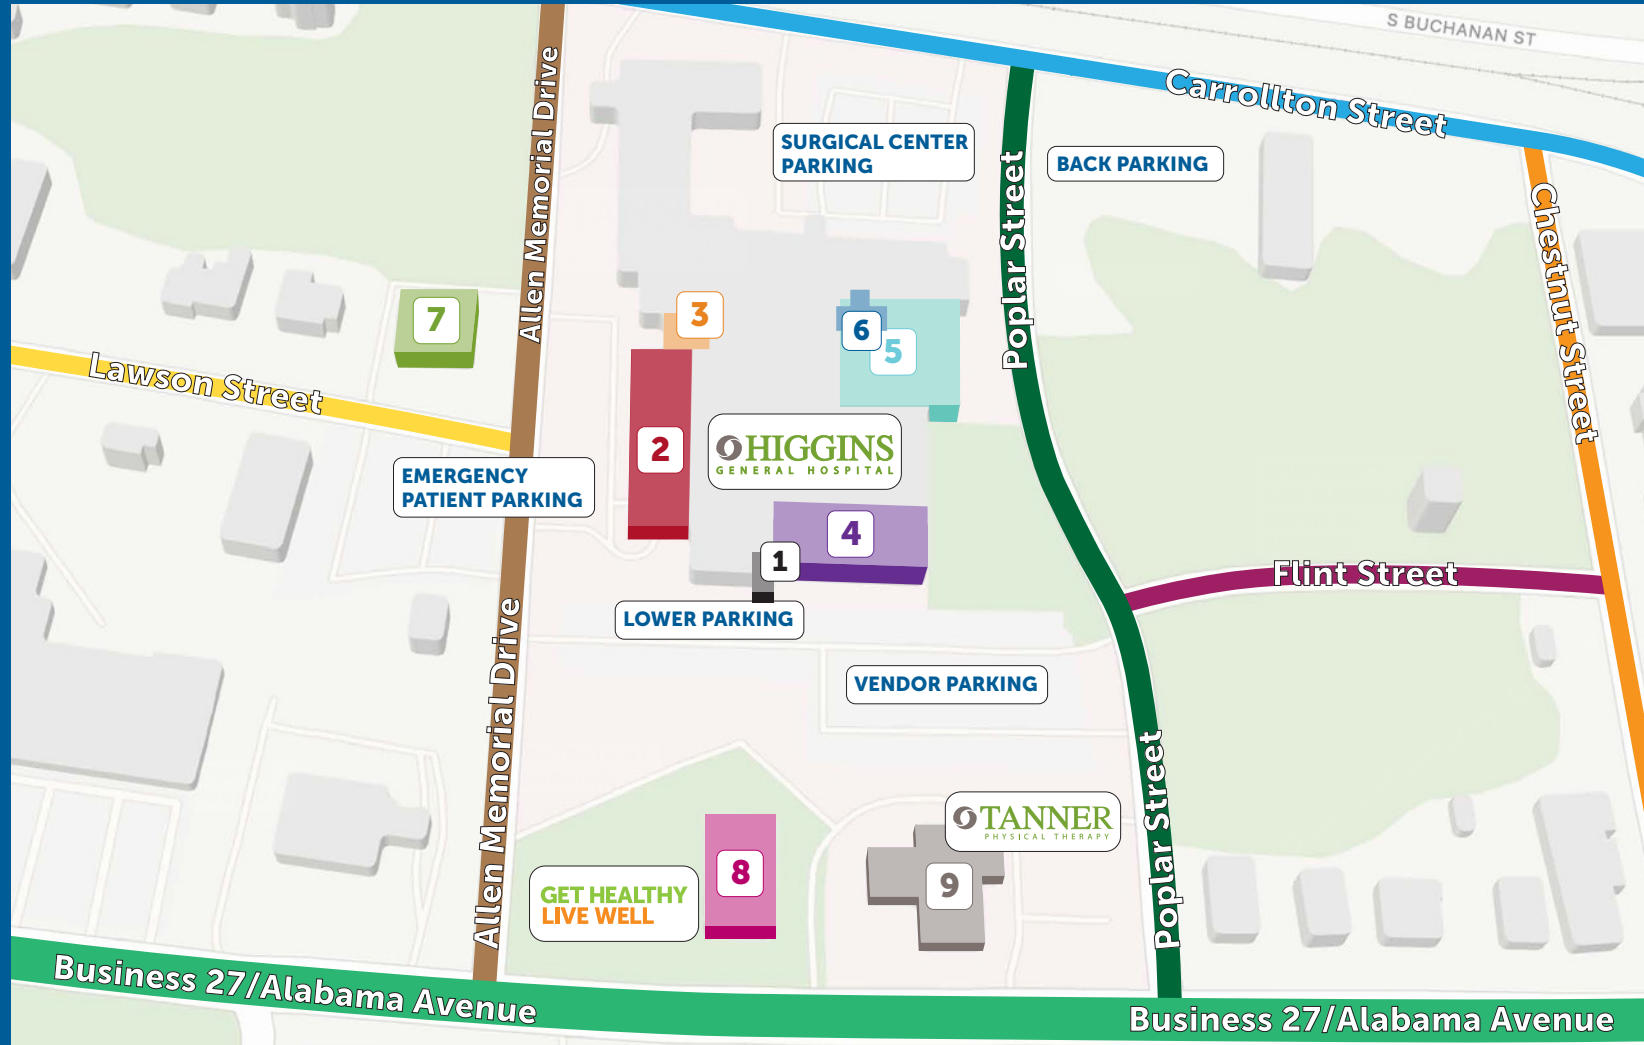 S BUCHANAN ST
Carrollton Street
Allen Memorial Drive
SURGICAL CENTER
PARKING
Poplar Street
BACK PARKING
Chestnut Street
7
3
6
5
Lawson Street
2
HIGGINS
GENERAL HOSPITAL
EMERGENCY
PATIENT PARKING
4
1
Flint Street
LOWER PARKING
Allen Memorial Drive
VENDOR PARKING
Poplar Street
TANNER
PHYSICAL THERAPY
8
9
GET HEALTHY
LIVE WELL
Business 27/Alabama Avenue
Business 27/Alabama Avenue